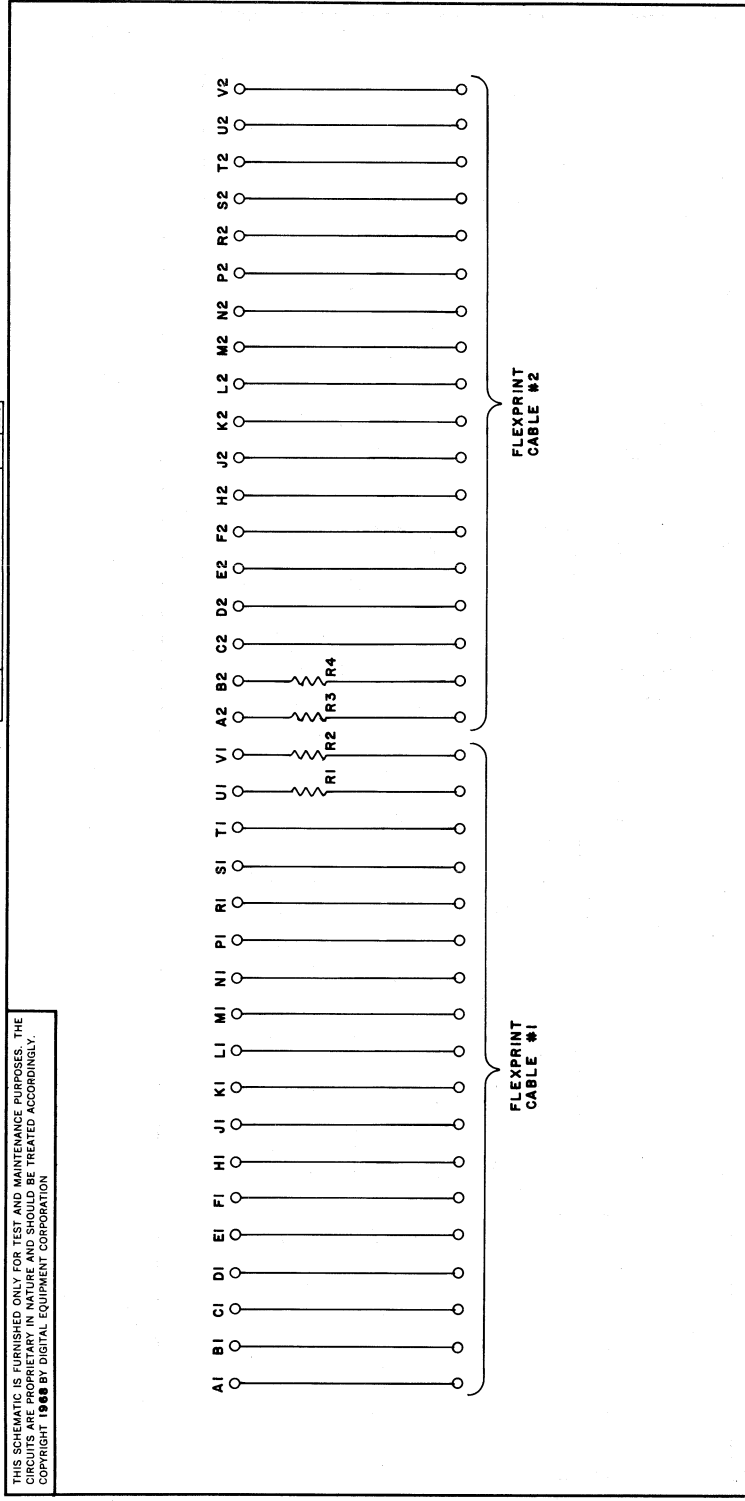 THIS SCHEMATIC IS FURNISHED ONLY FOR TEST AND MAINTENANCE PURPOSES. THE
CIRCUITS ARE PROPRIETARY IN NATURE AND SHOULD BE TREATED ACCORDINGLY.
COPYRIGHT 1968 BY DIGITAL EQUIPMENT CORPORATION
A1 B1 C1 D1 E1 F1 H1 J1 K1 L1 M1 N1 P1 R1 S1 T1 U1 V1 A2 B2 C2 D2 E2 F2 H2 J2 K2 L2 M2 N2 P2 R2 S2 T2 U2 V2
R1 R2 R3 R4
FLEXPRINT
CABLE #1
FLEXPRINT
CABLE #2